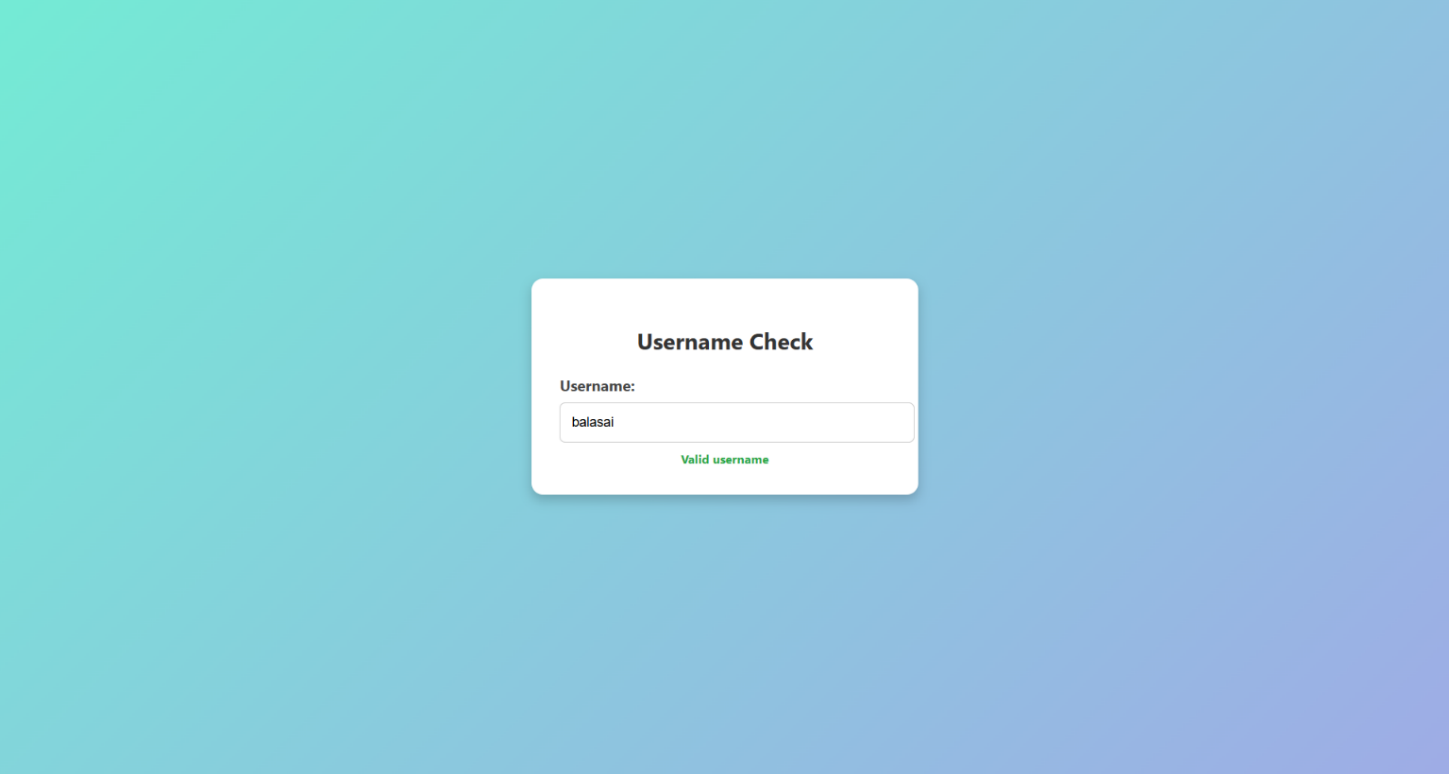 Username Check
Username:
balasai
Valid username